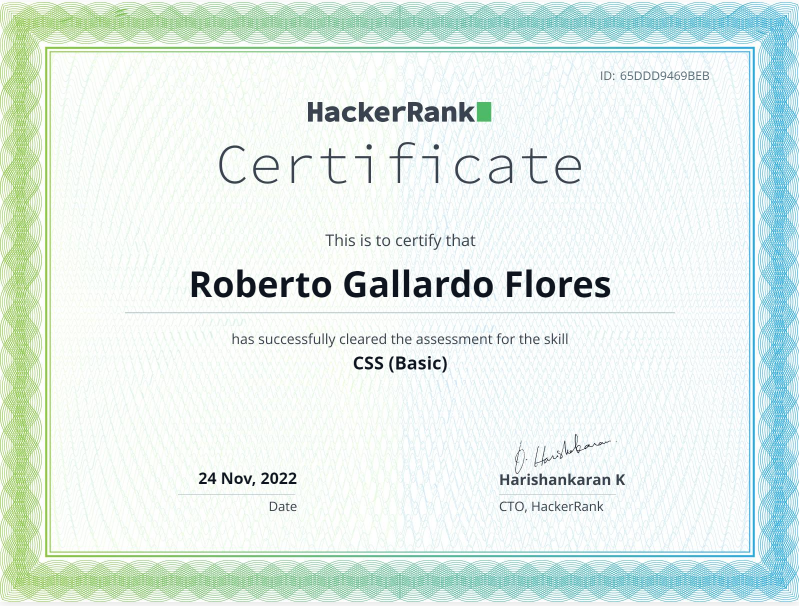 ID: 65DDD9469BEB
HackerRank
Certificate
This is to certify that
Roberto Gallardo Flores
has successfully cleared the assessment for the skill
CSS (Basic)
24 Nov, 2022
Date
Harishankaran K
CTO, HackerRank